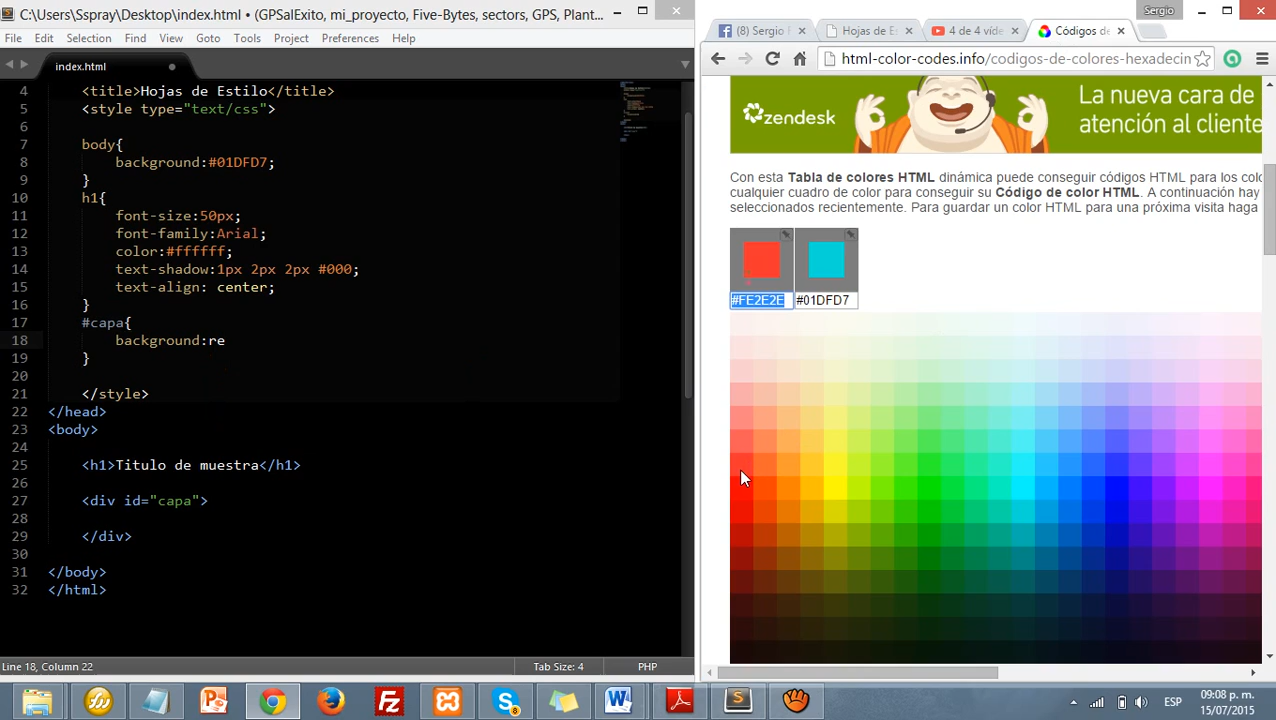 C:\Users\Sspray\Desktop\index.html • (GPSalExito, mi_proyecto, Five-Bytes, sectors, GPS, Plant...
File Edit Selection Find View Goto Tools Project Preferences Help
index.html
4 <title>Hojas de Estilo</title>
5 <style type="text/css">
6
7 body{
8 background:#01DFD7;
9 }
10 h1{
11 font-size:50px;
12 font-family:Arial;
13 color:#ffffff;
14 text-shadow:1px 2px 2px #000;
15 text-align: center;
16 }
17 #capa{
18 background:re
19 }
20
21 </style>
22 </head>
23 <body>
24
25 <h1>Titulo de muestra</h1>
26
27 <div id="capa">
28
29 </div>
30
31 </body>
32 </html>
Line 18, Column 22
Tab Size: 4
PHP
Sergio
(8) Sergio
Hojas de Es
4 de 4 víde
Códigos de
html-color-codes.info/codigos-de-colores-hexadecin
zendesk
La nueva cara de
atención al cliente
Con esta Tabla de colores HTML dinámica puede conseguir códigos HTML para los colo
cualquier cuadro de color para conseguir su Código de color HTML. A continuación hay
seleccionados recientemente. Para guardar un color HTML para una próxima visita haga
#FE2E2E
#01DFD7
ESP
09:08 p. m.
15/07/2015